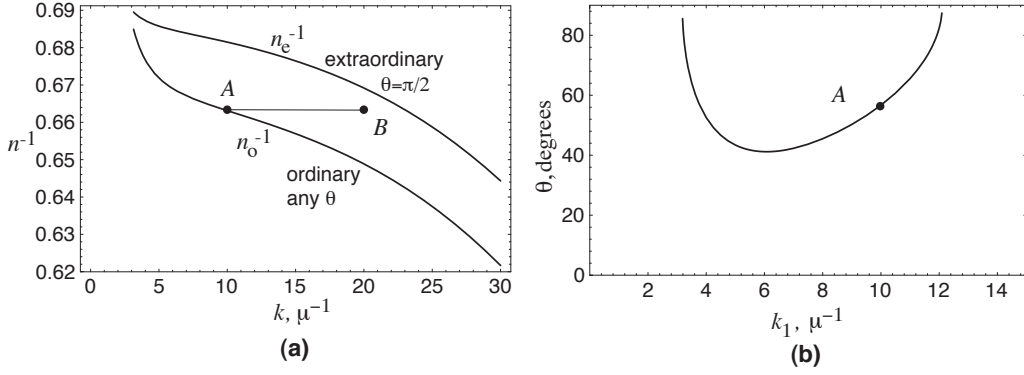 0.69
0.68
0.67
n⁻¹ 0.66
0.65
0.64
0.63
0.62
nₑ⁻¹
extraordinary
θ=π/2
A
B
nₒ⁻¹
ordinary
any θ
0 5 10 15 20 25 30
k, μ⁻¹
(a)
80
60
40
20
0
θ, degrees
A
2 4 6 8 10 12 14
k₁, μ⁻¹
(b)